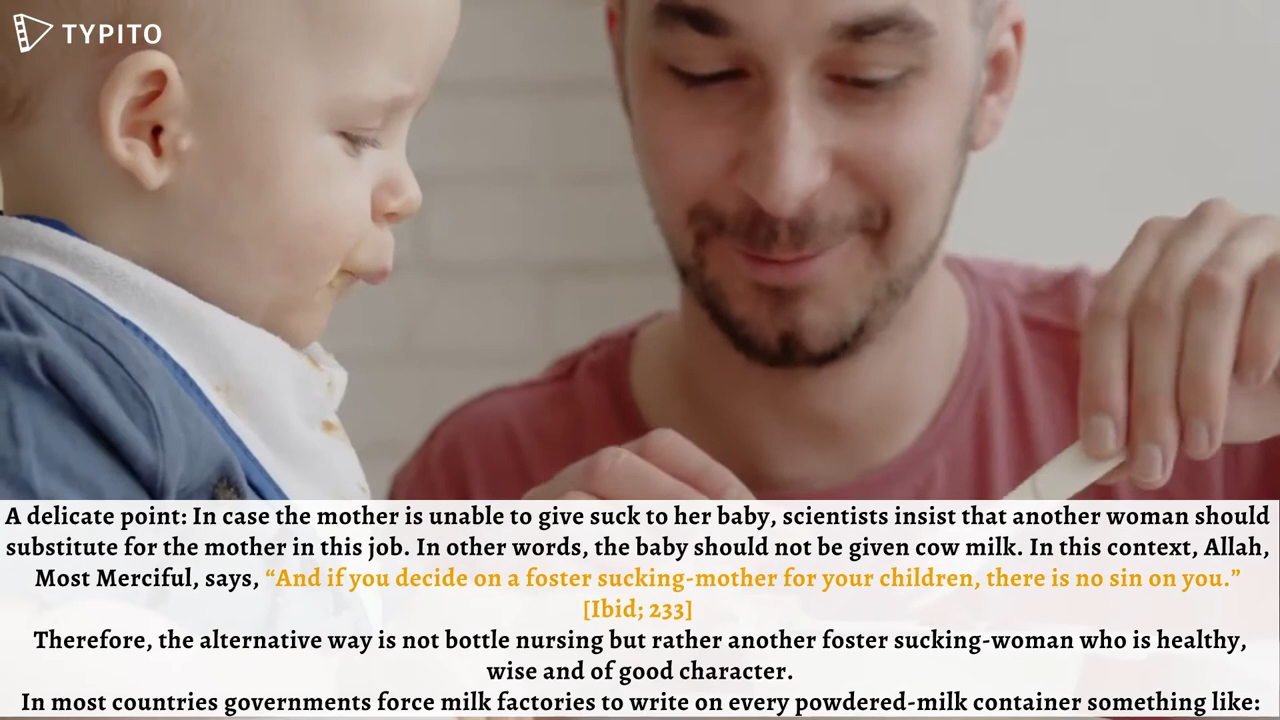 TYPITO
A delicate point: In case the mother is unable to give suck to her baby, scientists insist that another woman should
substitute for the mother in this job. In other words, the baby should not be given cow milk. In this context, Allah,
Most Merciful, says, “And if you decide on a foster sucking-mother for your children, there is no sin on you.”
[Ibid; 233]
Therefore, the alternative way is not bottle nursing but rather another foster sucking-woman who is healthy,
wise and of good character.
In most countries governments force milk factories to write on every powdered-milk container something like: